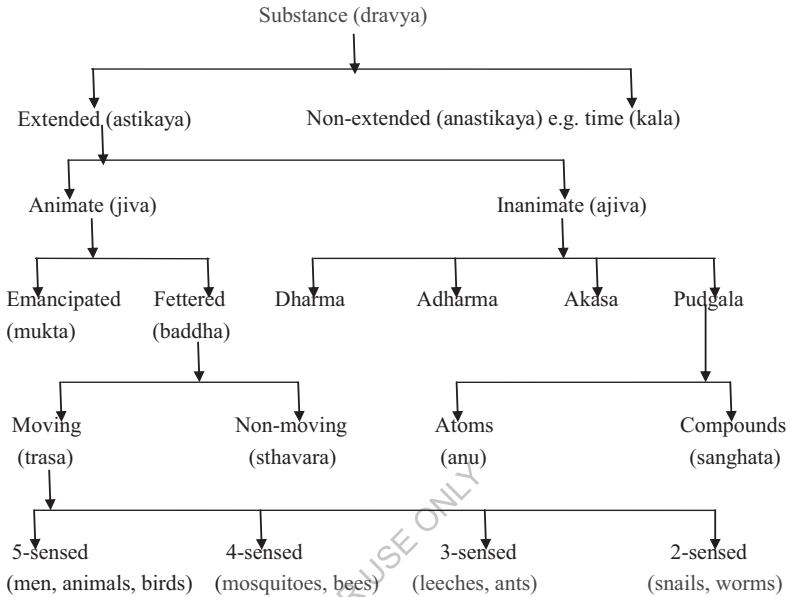 Substance (dravya)
Extended (astikaya) Non-extended (anastikaya) e.g. time (kala)
Animate (jiva) Inanimate (ajiva)
Emancipated Fettered Dharma Adharma Akasa Pudgala
(mukta) (baddha)
Moving Non-moving Atoms Compounds
(trasa) (sthavara) (anu) (sanghata)
5-sensed 4-sensed 3-sensed 2-sensed
(men, animals, birds) (mosquitoes, bees) (leeches, ants) (snails, worms)
USE ONLY